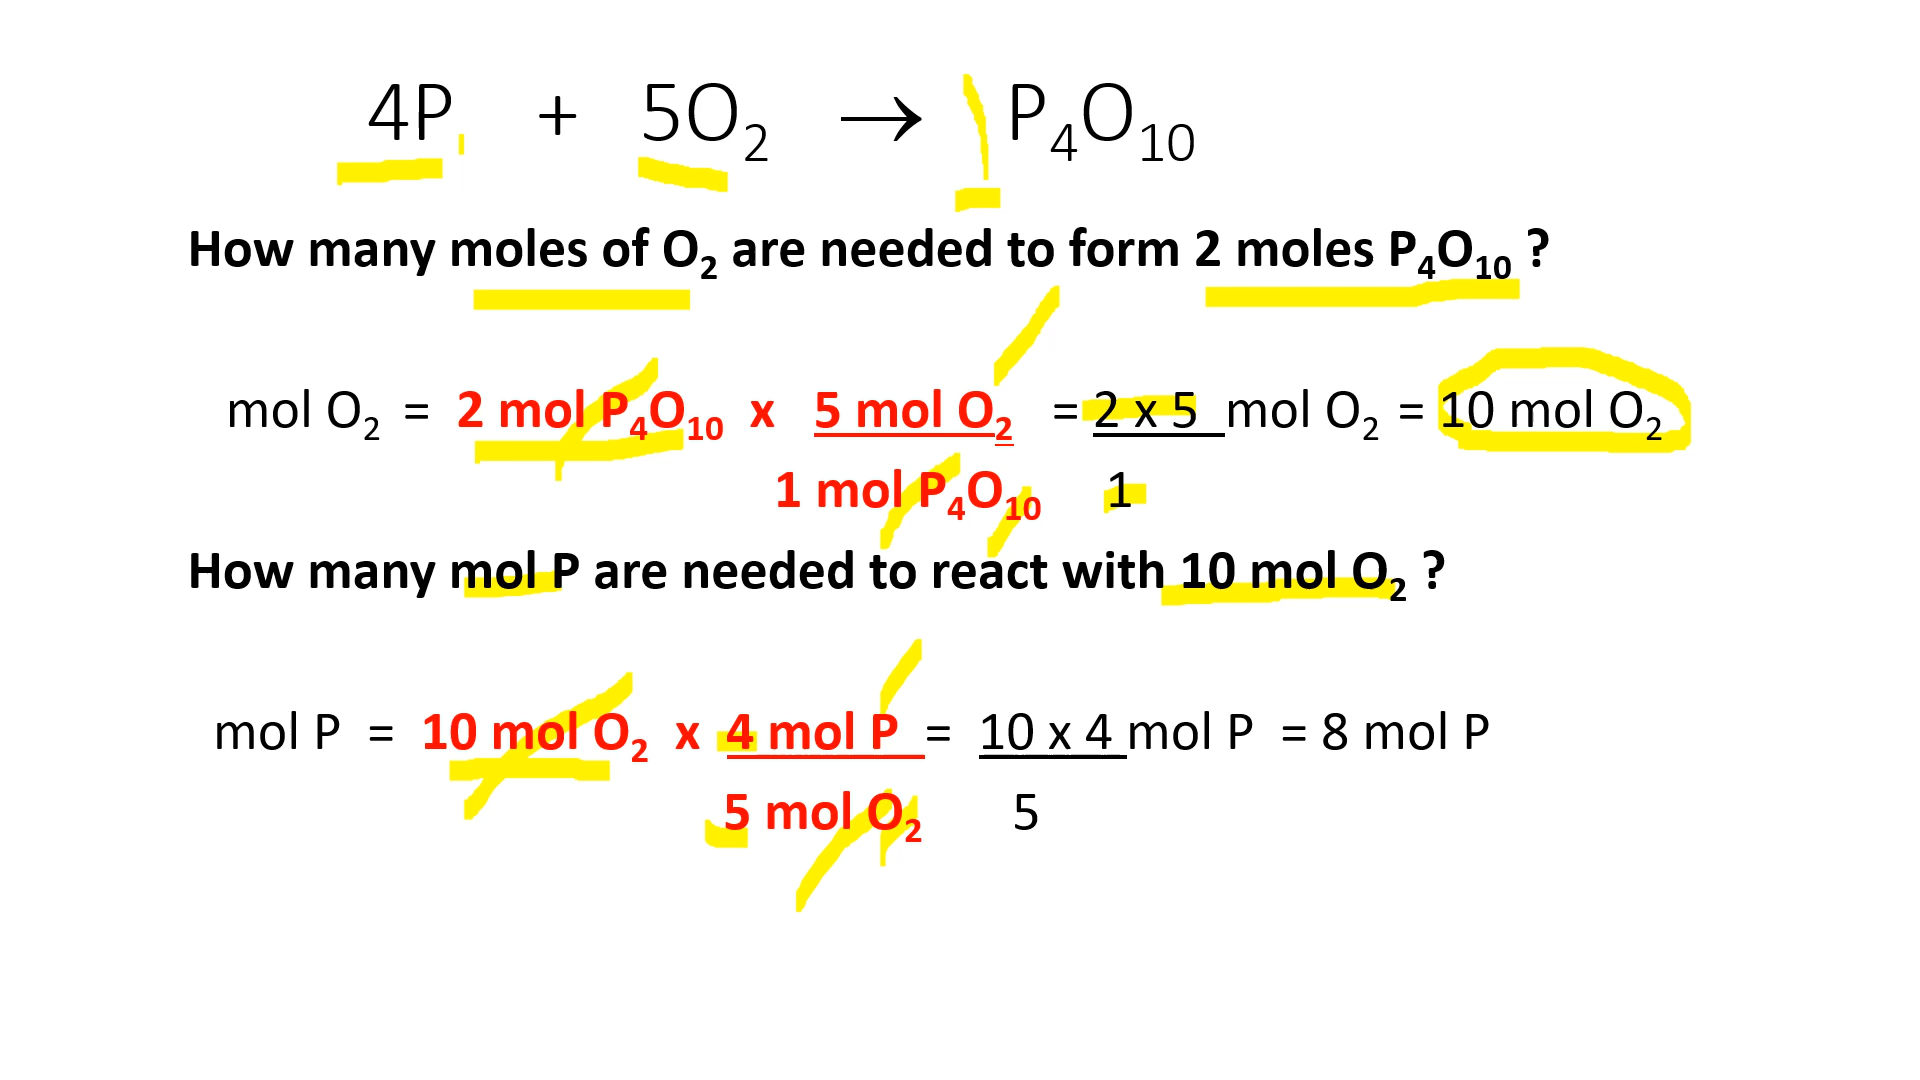 4P + 5O₂ → P₄O₁₀
How many moles of O₂ are needed to form 2 moles P₄O₁₀ ?
mol O₂ = 2 mol P₄O₁₀ x 5 mol O₂ = 2 x 5 mol O₂ = 10 mol O₂
1 mol P₄O₁₀ 1
How many mol P are needed to react with 10 mol O₂ ?
mol P = 10 mol O₂ x 4 mol P = 10 x 4 mol P = 8 mol P
5 mol O₂ 5